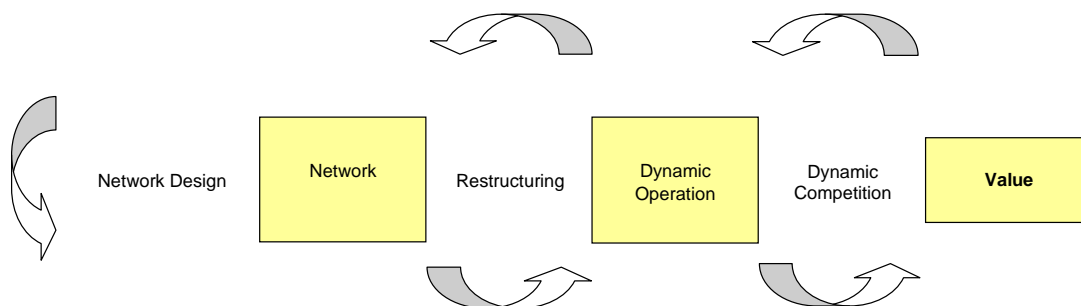 Network Design
Network
Restructuring
Dynamic
Operation
Dynamic
Competition
Value